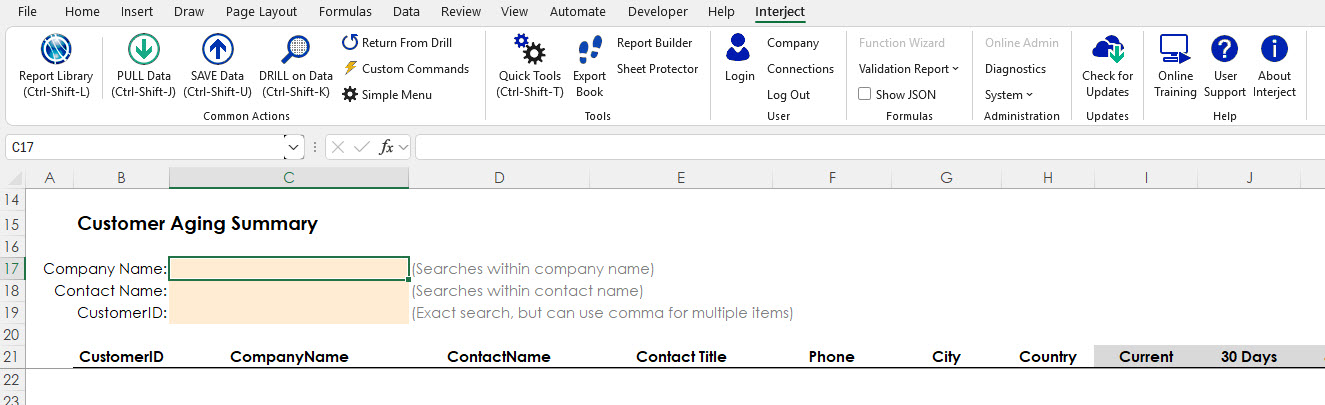 File Home Insert Draw Page Layout Formulas Data Review View Automate Developer Help Interject
Report Library (Ctrl-Shift-L)
PULL Data (Ctrl-Shift-J)
SAVE Data (Ctrl-Shift-U)
DRILL on Data (Ctrl-Shift-K)
Return From Drill
Custom Commands
Simple Menu
Common Actions
Quick Tools (Ctrl-Shift-T)
Export Book
Report Builder
Sheet Protector
Tools
Login
Company
Connections
Log Out
User
Function Wizard
Validation Report
Show JSON
Formulas
Online Admin
Diagnostics
System
Administration
Check for Updates
Updates
Online Training
User Support
About Interject
Help
C17 fx
A B C D E F G H I J
14
15 Customer Aging Summary
16
17 Company Name: (Searches within company name)
18 Contact Name: (Searches within contact name)
19 CustomerID: (Exact search, but can use comma for multiple items)
20
21 CustomerID CompanyName ContactName Contact Title Phone City Country Current 30 Days
22
23